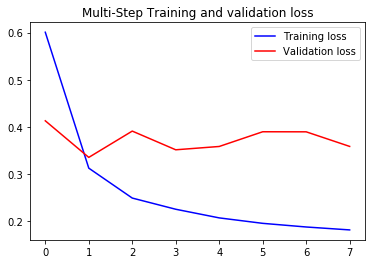 Multi-Step Training and validation loss
Training loss
Validation loss
0.6
0.5
0.4
0.3
0.2
0 1 2 3 4 5 6 7